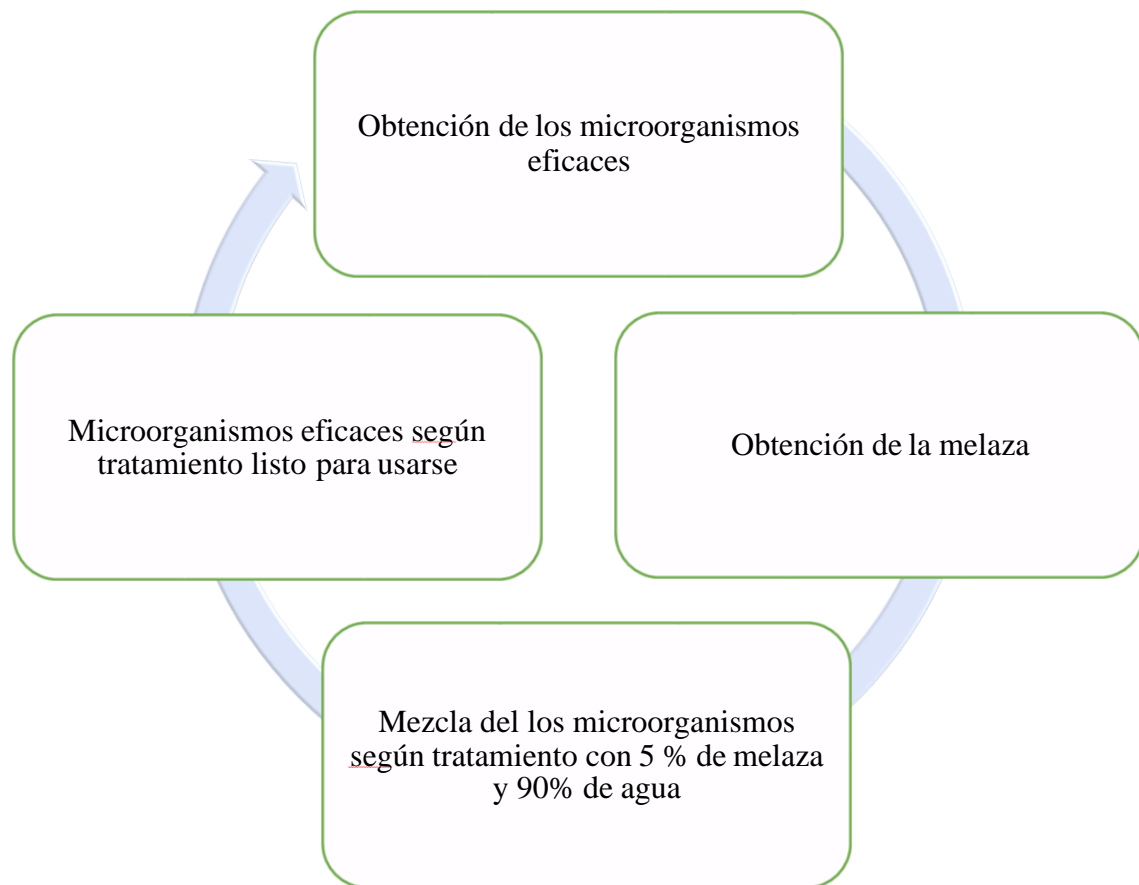 Obtención de los microorganismos
eficaces
Obtención de la melaza
Mezcla del los microorganismos
según tratamiento con 5 % de melaza
y 90% de agua
Microorganismos eficaces según
tratamiento listo para usarse